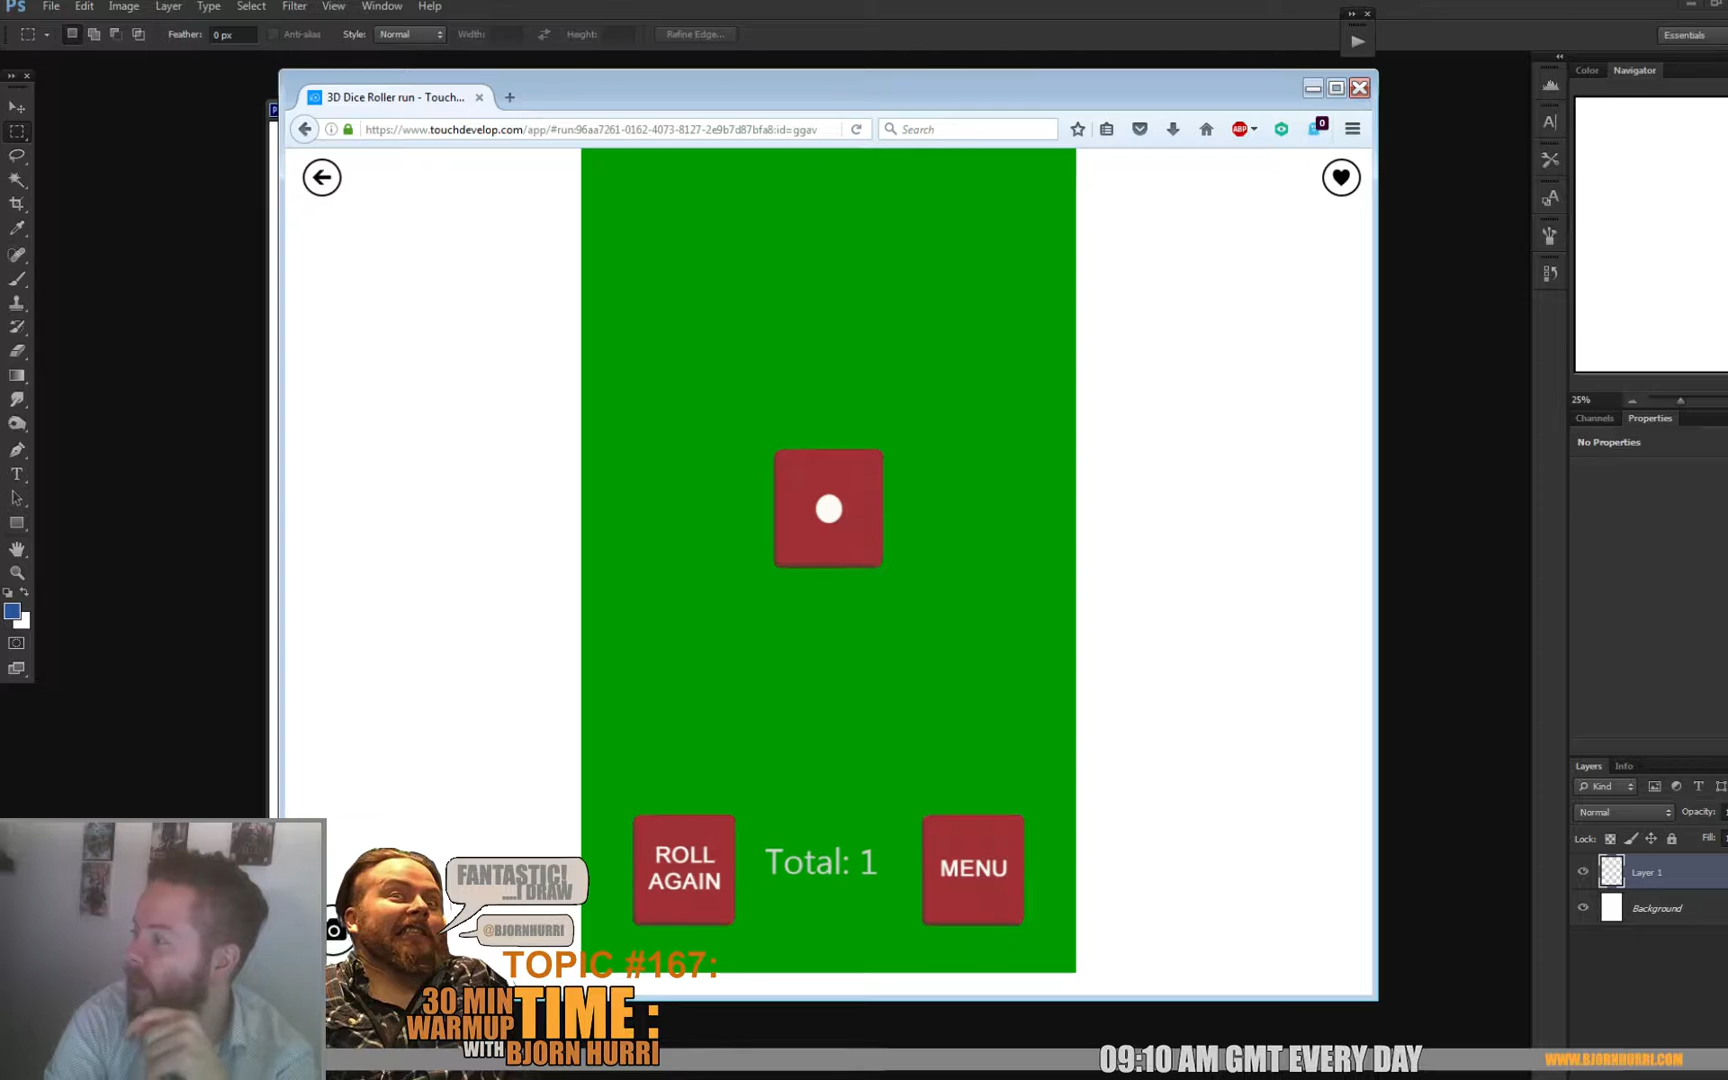 Ps File Edit Image Layer Type Select Filter View Window Help
Feather: 0 px Anti-alias Style: Normal Width: Height: Refine Edge... Essentials
Color Navigator
3D Dice Roller run - Touch...
https://www.touchdevelop.com/app/#run:96aa7261-0162-4073-8127-2e9b7d87bfa8:id=ggav
Search
ABP
0
25%
Channels Properties
No Properties
ROLL
AGAIN
Total: 1
MENU
Layers Info
Kind
Normal Opacity:
Lock: Fill:
Layer 1
Background
FANTASTIC!
....I DRAW
@BJORNHURRI
TOPIC #167:
30 MIN
WARMUP
TIME :
WITH BJORN HURRI
09:10 AM GMT EVERY DAY
WWW.BJORNHURRI.COM